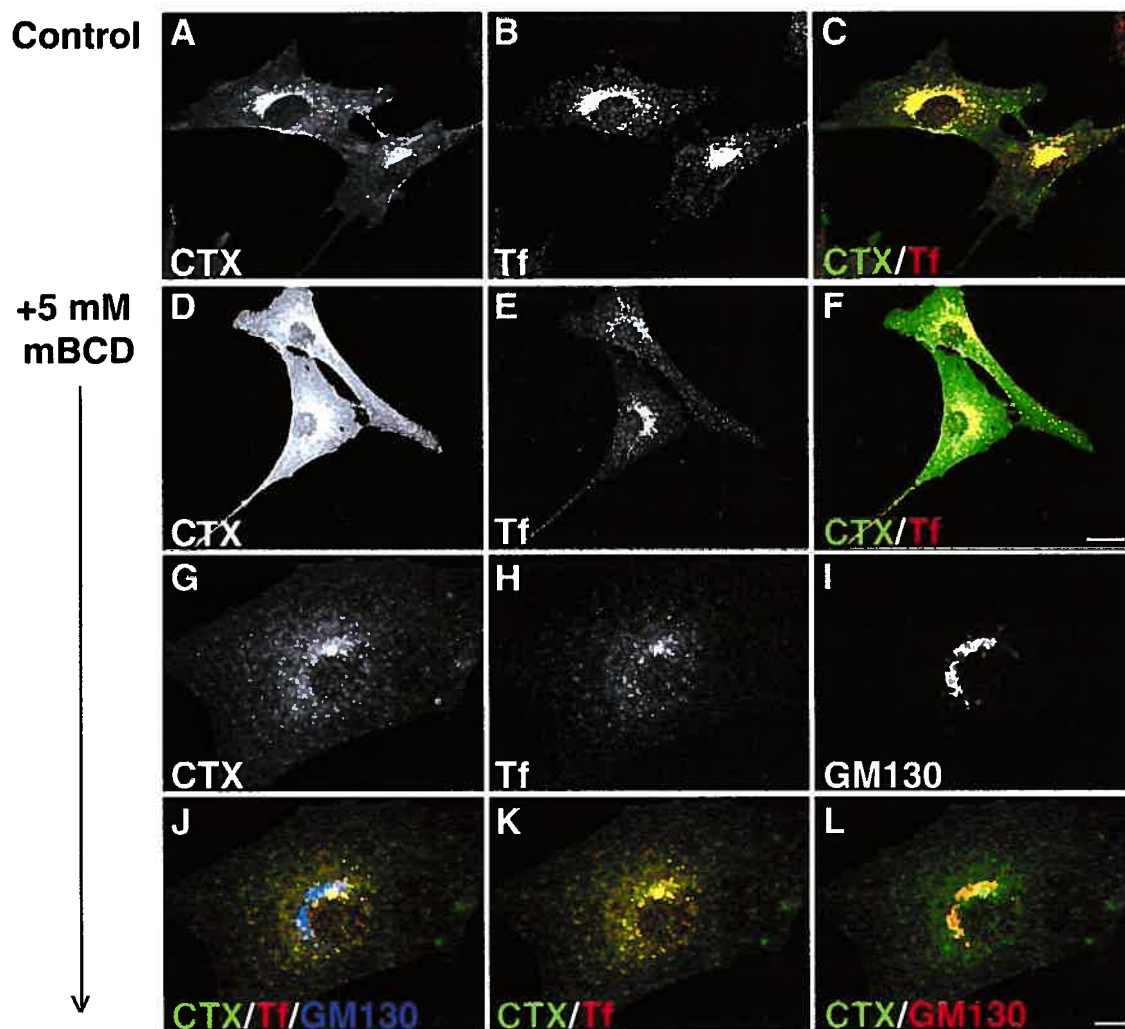 Control
A
B
C
CTX
Tf
CTX/Tf
+5 mM
mBCD
D
E
F
CTX
Tf
CTX/Tf
G
H
I
CTX
Tf
GM130
J
K
L
CTX/Tf/GM130
CTX/Tf
CTX/GM130